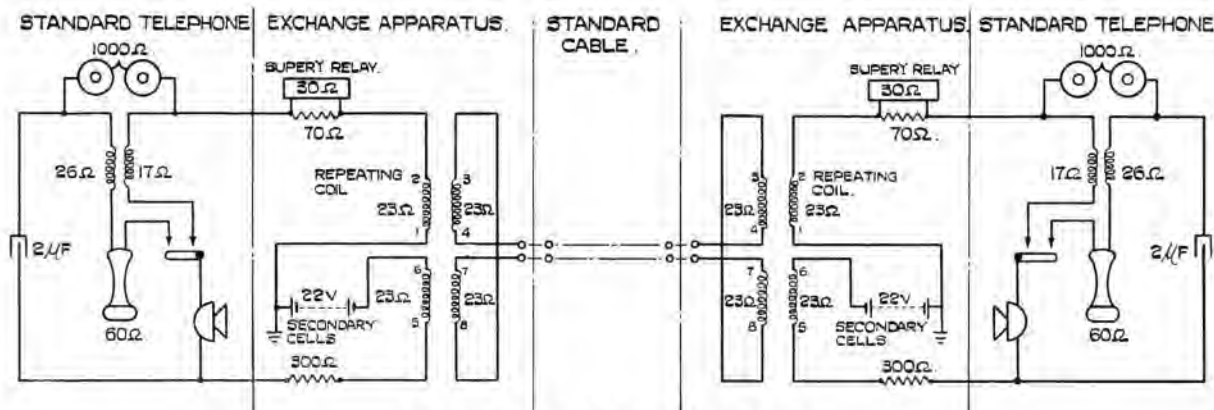 STANDARD TELEPHONE
EXCHANGE APPARATUS.
STANDARD
CABLE.
EXCHANGE APPARATUS.
STANDARD TELEPHONE
1000Ω
SUPERY RELAY.
30Ω
70Ω
26Ω
17Ω
REPEATING
COIL
2
3
23Ω
23Ω
1
4
6
7
23Ω
23Ω
5
8
2μF
60Ω
22V
SECONDARY
CELLS
300Ω
1000Ω
SUPERY RELAY
30Ω
70Ω
17Ω
26Ω
REPEATING
COIL.
3
2
23Ω
23Ω
4
1
7
6
23Ω
23Ω
8
5
22V
SECONDARY
CELLS.
300Ω
2μF
60Ω